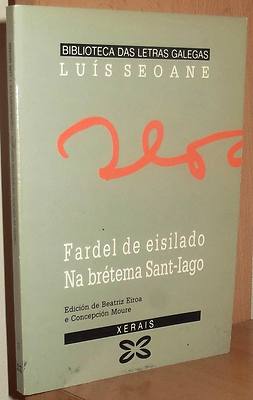 BIBLIOTECA DAS LETRAS GALEGAS
LUÍS SEOANE
Fardel de eisilado
Na brétema Sant-Iago
Edición de Beatriz Eiroa
e Concepción Moure
XERAIS